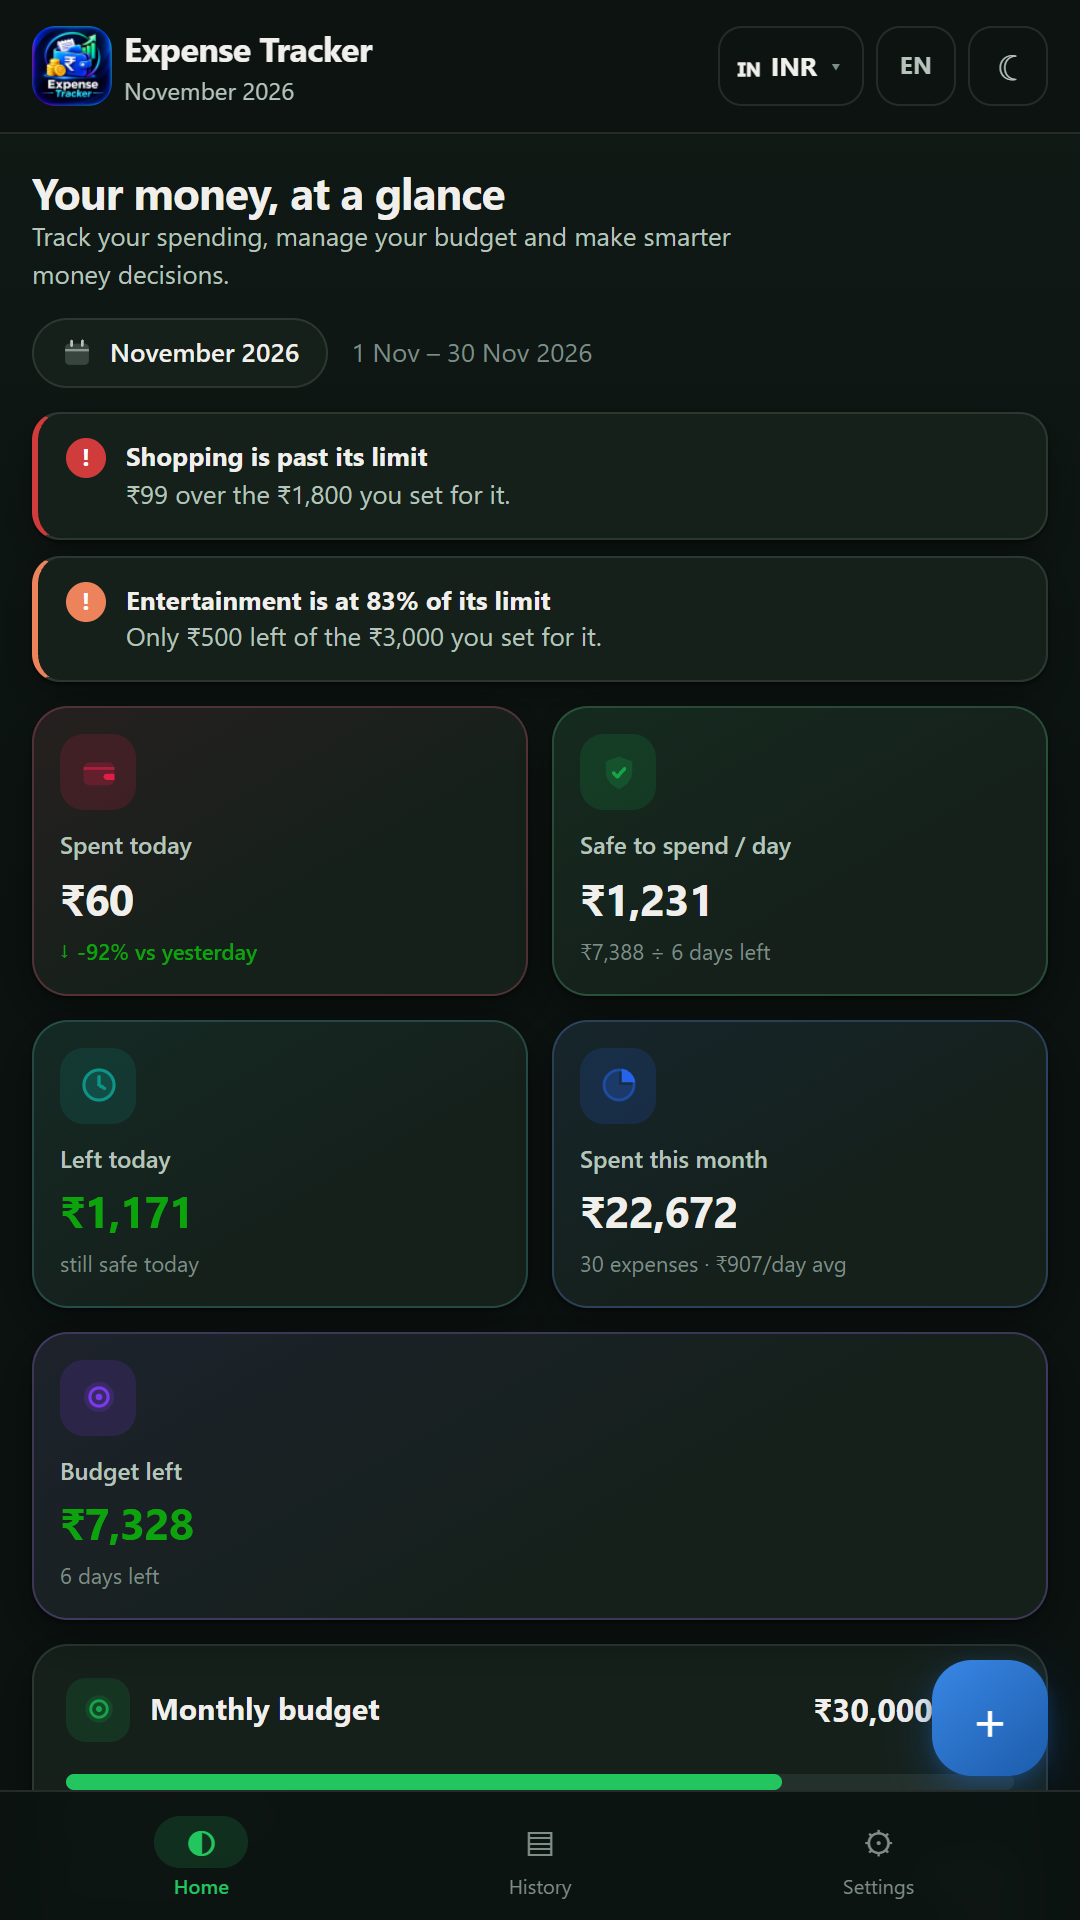 Expense Tracker
Expense Tracker
November 2026
IN INR ▾
EN
Your money, at a glance
Track your spending, manage your budget and make smarter
money decisions.
November 2026
1 Nov – 30 Nov 2026
! Shopping is past its limit
₹99 over the ₹1,800 you set for it.
! Entertainment is at 83% of its limit
Only ₹500 left of the ₹3,000 you set for it.
Spent today
₹60
↓ -92% vs yesterday
Safe to spend / day
₹1,231
₹7,388 ÷ 6 days left
Left today
₹1,171
still safe today
Spent this month
₹22,672
30 expenses · ₹907/day avg
Budget left
₹7,328
6 days left
Monthly budget
₹30,000
+
Home
History
Settings